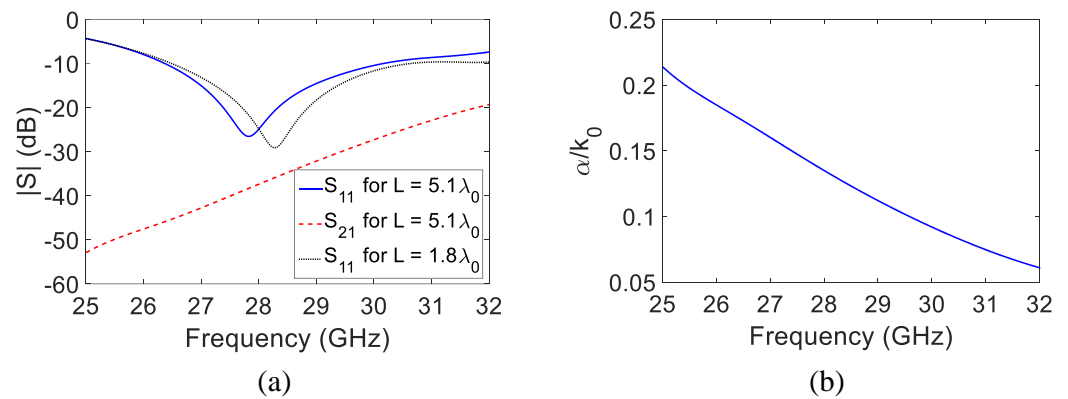 0
-10
-20
-30
-40
-50
-60
|S| (dB)
S11 for L = 5.1λ0
S21 for L = 5.1λ0
S11 for L = 1.8λ0
25 26 27 28 29 30 31 32
Frequency (GHz)
(a)
0.25
0.2
0.15
0.1
0.05
α/k0
25 26 27 28 29 30 31 32
Frequency (GHz)
(b)